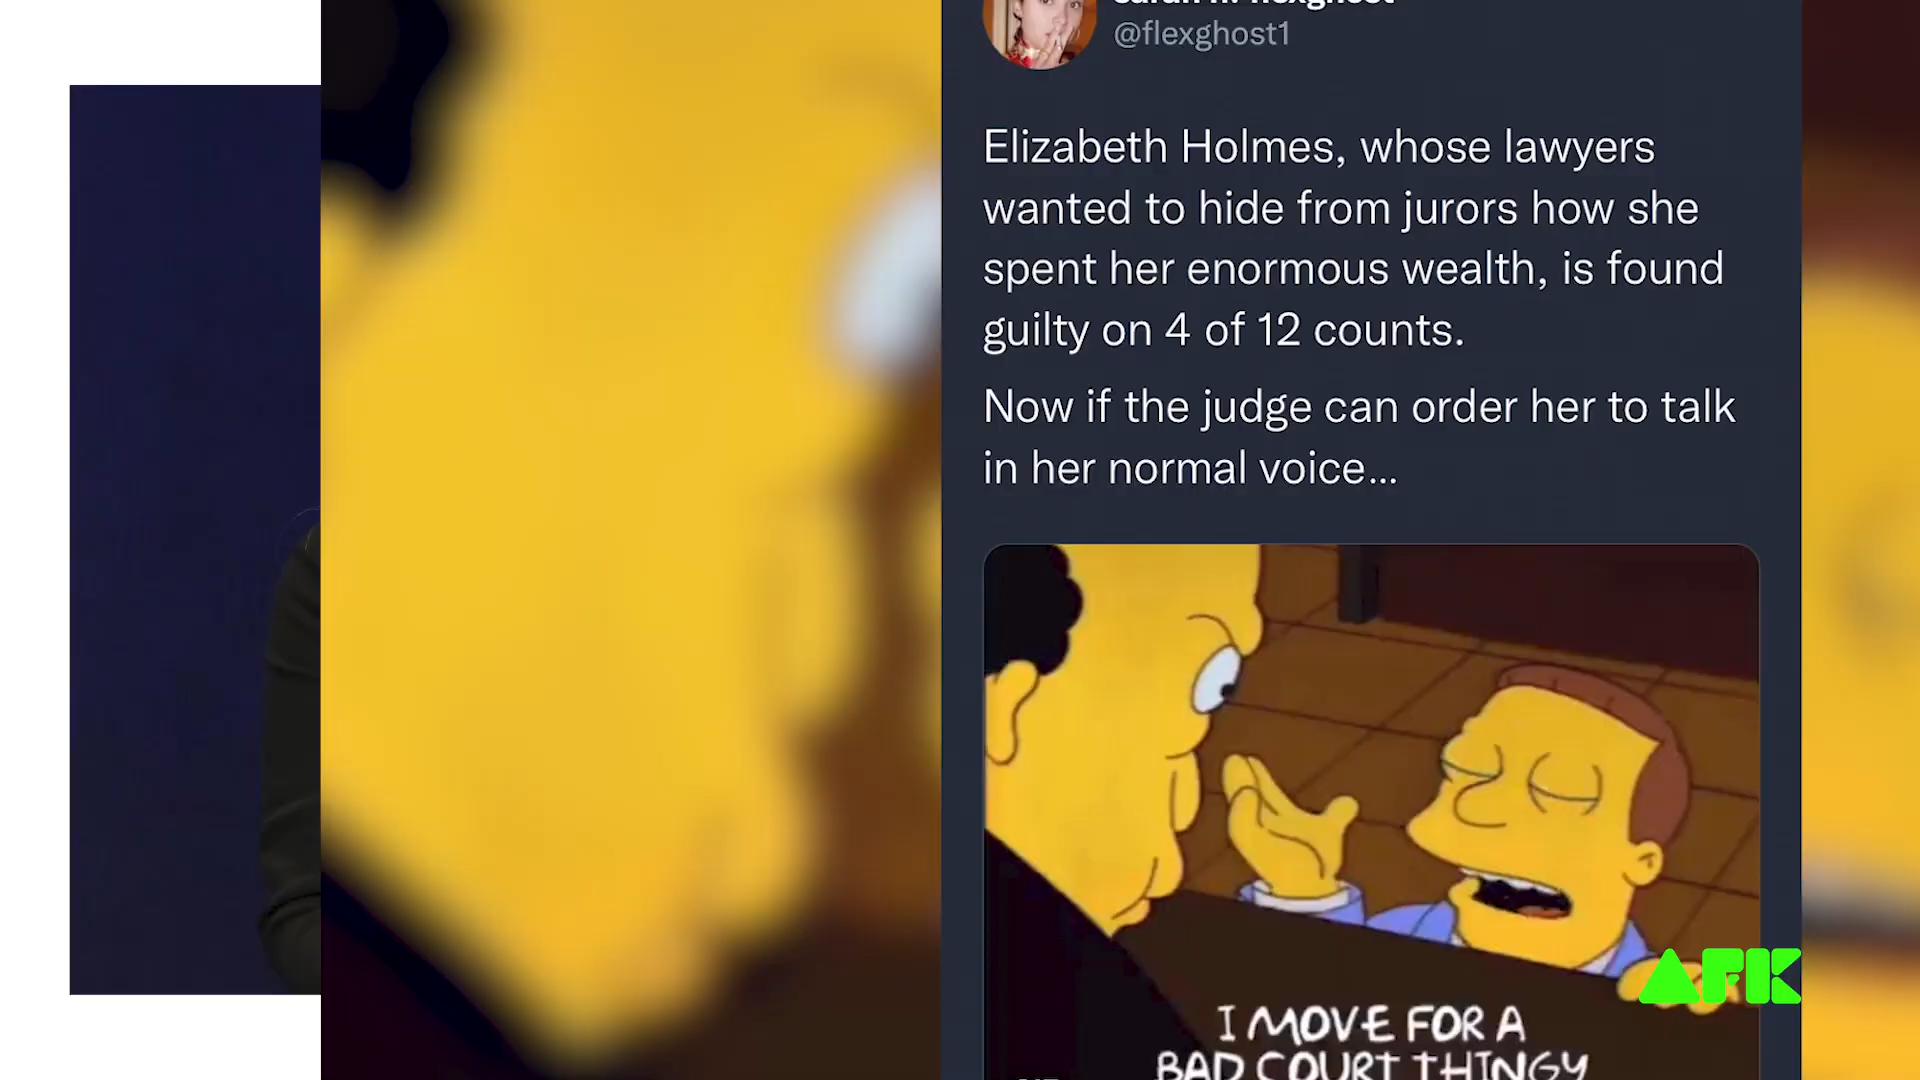 @flexghost1
Elizabeth Holmes, whose lawyers
wanted to hide from jurors how she
spent her enormous wealth, is found
guilty on 4 of 12 counts.
Now if the judge can order her to talk
in her normal voice...
AFK
I MOVE FOR A
BAD COURT THINGY